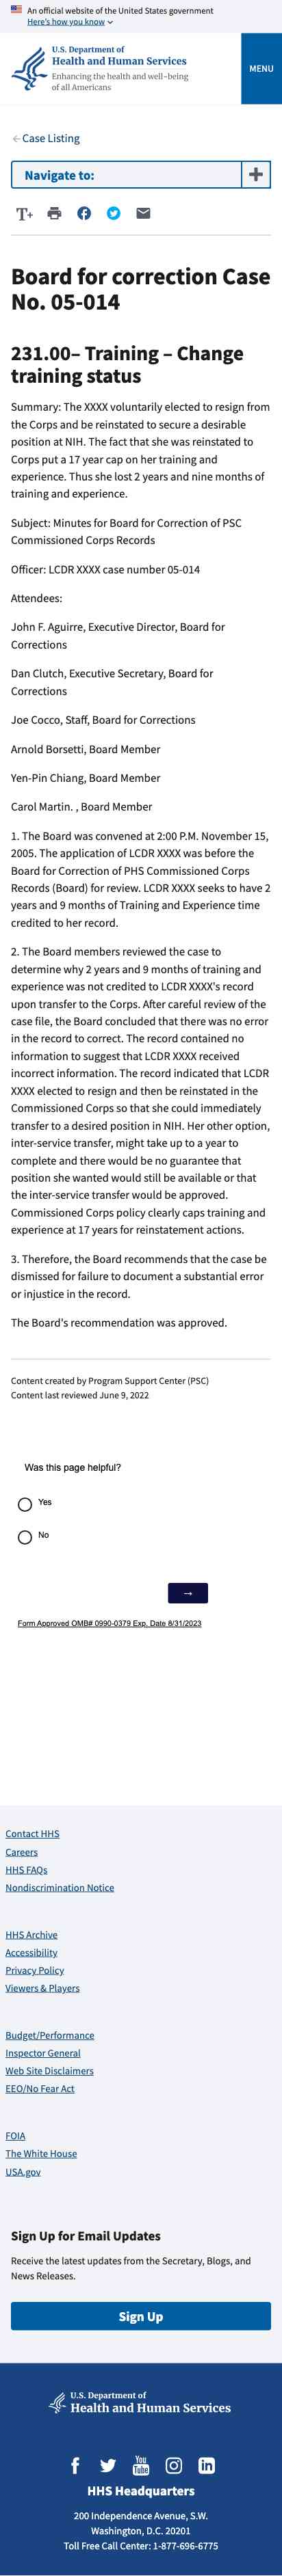 An official website of the United States government
Here's how you know
U.S. Department of
Health and Human Services
Enhancing the health and well-being
of all Americans
MENU
Case Listing
Navigate to:
T+
Board for correction Case
No. 05-014
231.00– Training – Change
training status
Summary: The XXXX voluntarily elected to resign from
the Corps and be reinstated to secure a desirable
position at NIH. The fact that she was reinstated to
Corps put a 17 year cap on her training and
experience. Thus she lost 2 years and nine months of
training and experience.
Subject: Minutes for Board for Correction of PSC
Commissioned Corps Records
Officer: LCDR XXXX case number 05-014
Attendees:
John F. Aguirre, Executive Director, Board for
Corrections
Dan Clutch, Executive Secretary, Board for
Corrections
Joe Cocco, Staff, Board for Corrections
Arnold Borsetti, Board Member
Yen-Pin Chiang, Board Member
Carol Martin. , Board Member
1. The Board was convened at 2:00 P.M. November 15,
2005. The application of LCDR XXXX was before the
Board for Correction of PHS Commissioned Corps
Records (Board) for review. LCDR XXXX seeks to have 2
years and 9 months of Training and Experience time
credited to her record.
2. The Board members reviewed the case to
determine why 2 years and 9 months of training and
experience was not credited to LCDR XXXX's record
upon transfer to the Corps. After careful review of the
case file, the Board concluded that there was no error
in the record to correct. The record contained no
information to suggest that LCDR XXXX received
incorrect information. The record indicated that LCDR
XXXX elected to resign and then be reinstated in the
Commissioned Corps so that she could immediately
transfer to a desired position in NIH. Her other option,
inter-service transfer, might take up to a year to
complete and there would be no guarantee that
position she wanted would still be available or that
the inter-service transfer would be approved.
Commissioned Corps policy clearly caps training and
experience at 17 years for reinstatement actions.
3. Therefore, the Board recommends that the case be
dismissed for failure to document a substantial error
or injustice in the record.
The Board's recommendation was approved.
Content created by Program Support Center (PSC)
Content last reviewed June 9, 2022
Was this page helpful?
Yes
No
→
Form Approved OMB# 0990-0379 Exp. Date 8/31/2023
Contact HHS
Careers
HHS FAQs
Nondiscrimination Notice
HHS Archive
Accessibility
Privacy Policy
Viewers & Players
Budget/Performance
Inspector General
Web Site Disclaimers
EEO/No Fear Act
FOIA
The White House
USA.gov
Sign Up for Email Updates
Receive the latest updates from the Secretary, Blogs, and
News Releases.
Sign Up
U.S. Department of
Health and Human Services
You
Tube
HHS Headquarters
200 Independence Avenue, S.W.
Washington, D.C. 20201
Toll Free Call Center: 1-877-696-6775